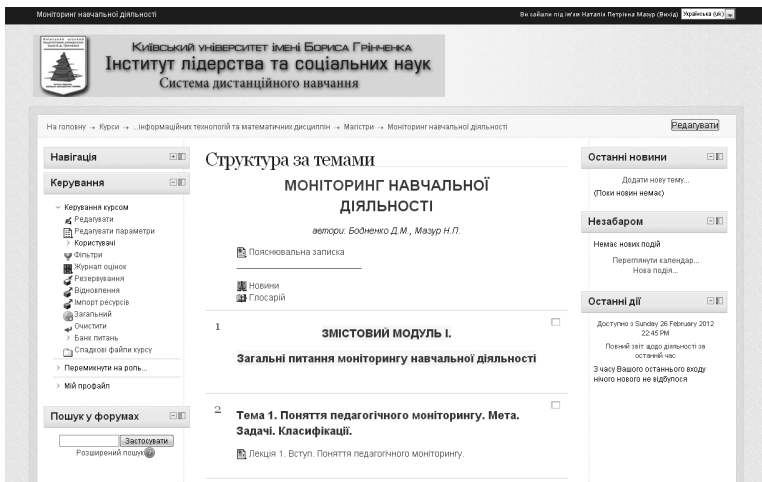 Моніторинг навчальної діяльності
Ви зайшли під ім'ям Наталія Петрівна Мазур (Вихід)
Українська (uk)
Київський університет імені Бориса Грінченка
Інститут лідерства та соціальних наук
Система дистанційного навчання
На головну → Курси → ...інформаційних технологій та математичних дисциплін → Магістри → Моніторинг навчальної діяльності
Редагувати
Навігація
Керування
Керування курсом
Редагувати
Редагувати параметри
Користувачі
Фільтри
Журнал оцінок
Резервування
Відновлення
Імпорт ресурсів
Загальний
Очистити
Банк питань
Спадкові файли курсу
Перемикнути на роль...
Мій профайл
Пошук у форумах
Застосувати
Розширений пошук
Структура за темами
МОНІТОРИНГ НАВЧАЛЬНОЇ
ДІЯЛЬНОСТІ
автори: Бодненко Д.М., Мазур Н.П.
Пояснювальна записка
Новини
Глосарій
1
ЗМІСТОВИЙ МОДУЛЬ І.
Загальні питання моніторингу навчальної діяльності
2
Тема 1. Поняття педагогічного моніторингу. Мета.
Задачі. Класифікації.
Лекція 1. Вступ. Поняття педагогічного моніторингу.
Останні новини
Додати нову тему...
(Поки новин немає)
Незабаром
Немає нових подій
Переглянути календар...
Нова подія...
Останні дії
Доступно з Sunday 26 February 2012
22:45 PM
Повний звіт щодо діяльності за
останній час
З часу Вашого останнього входу
нічого нового не відбулося